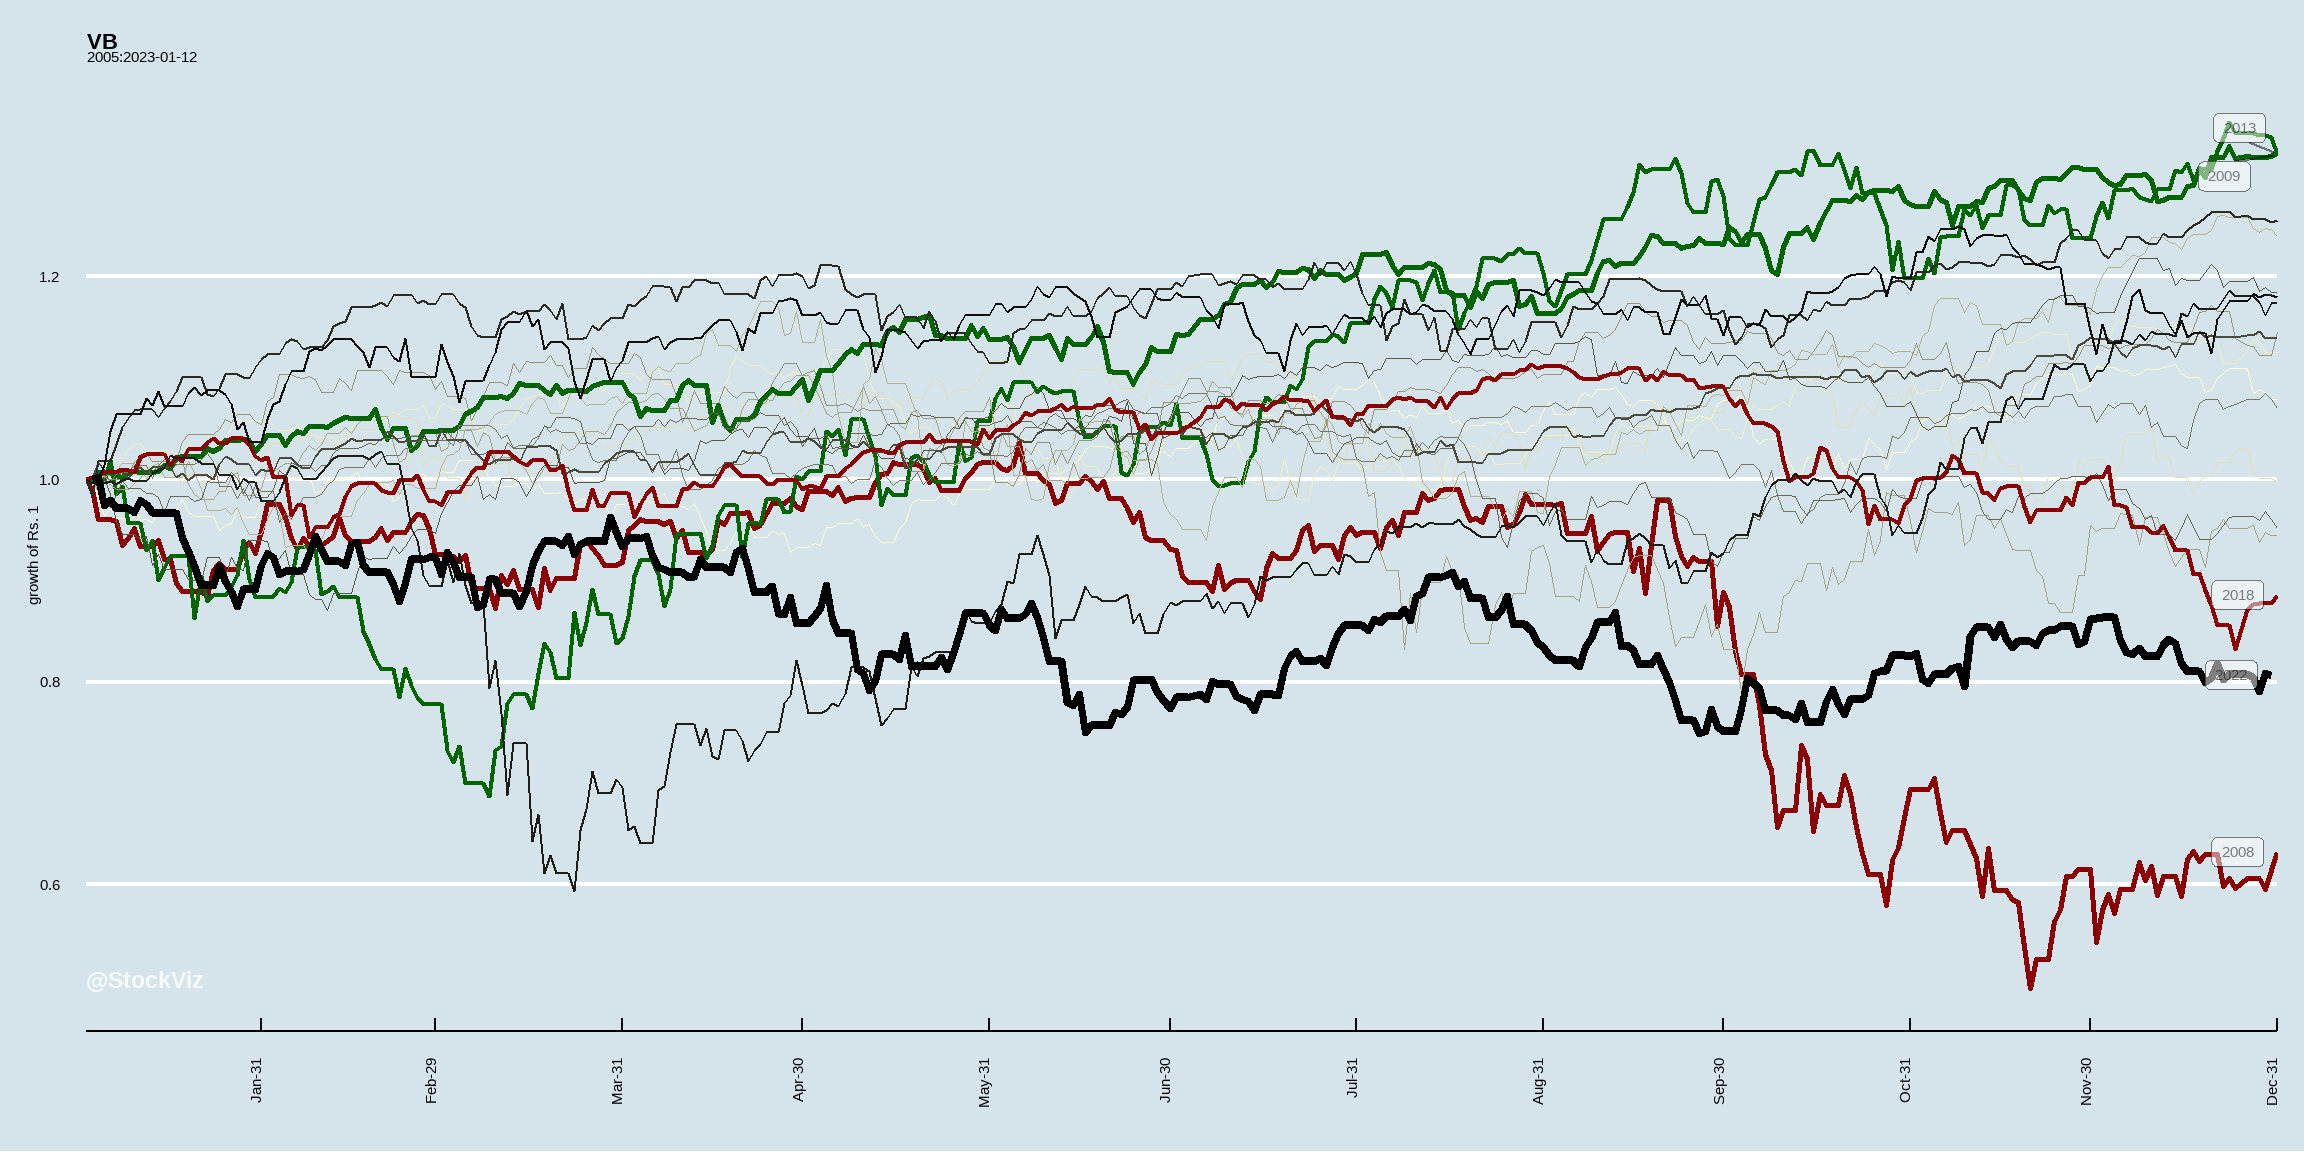 VB
2005:2023-01-12
2013
2009
1.2
1.0
growth of Rs. 1
2018
0.8
2022
2008
0.6
@StockViz
Jan-31
Feb-29
Mar-31
Apr-30
May-31
Jun-30
Jul-31
Aug-31
Sep-30
Oct-31
Nov-30
Dec-31